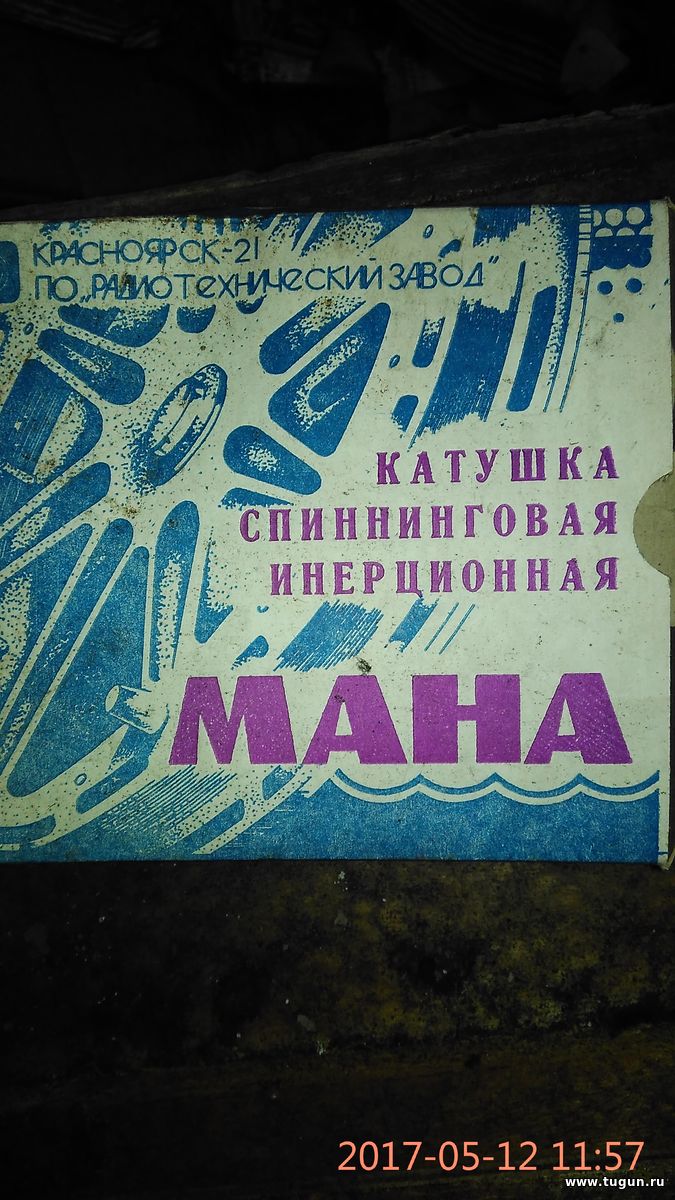 КРАСНОЯРСК-21
ПО „РАДИОТЕХНИЧЕСКИЙ ЗАВОД"
КАТУШКА
СПИННИНГОВАЯ
ИНЕРЦИОННАЯ
МАНА
2017-05-12 11:57
www.tugun.ru